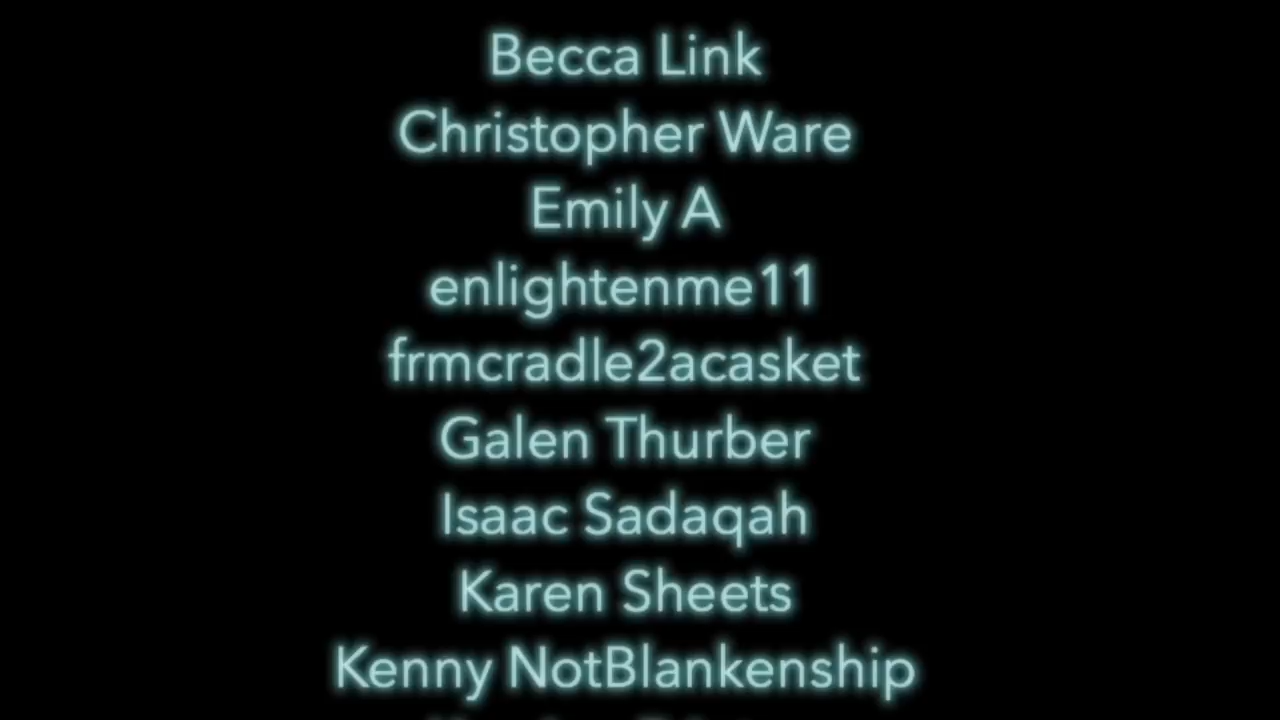 Becca Link
Christopher Ware
Emily A
enlightenme11
frmcradle2acasket
Galen Thurber
Isaac Sadaqah
Karen Sheets
Kenny NotBlankenship